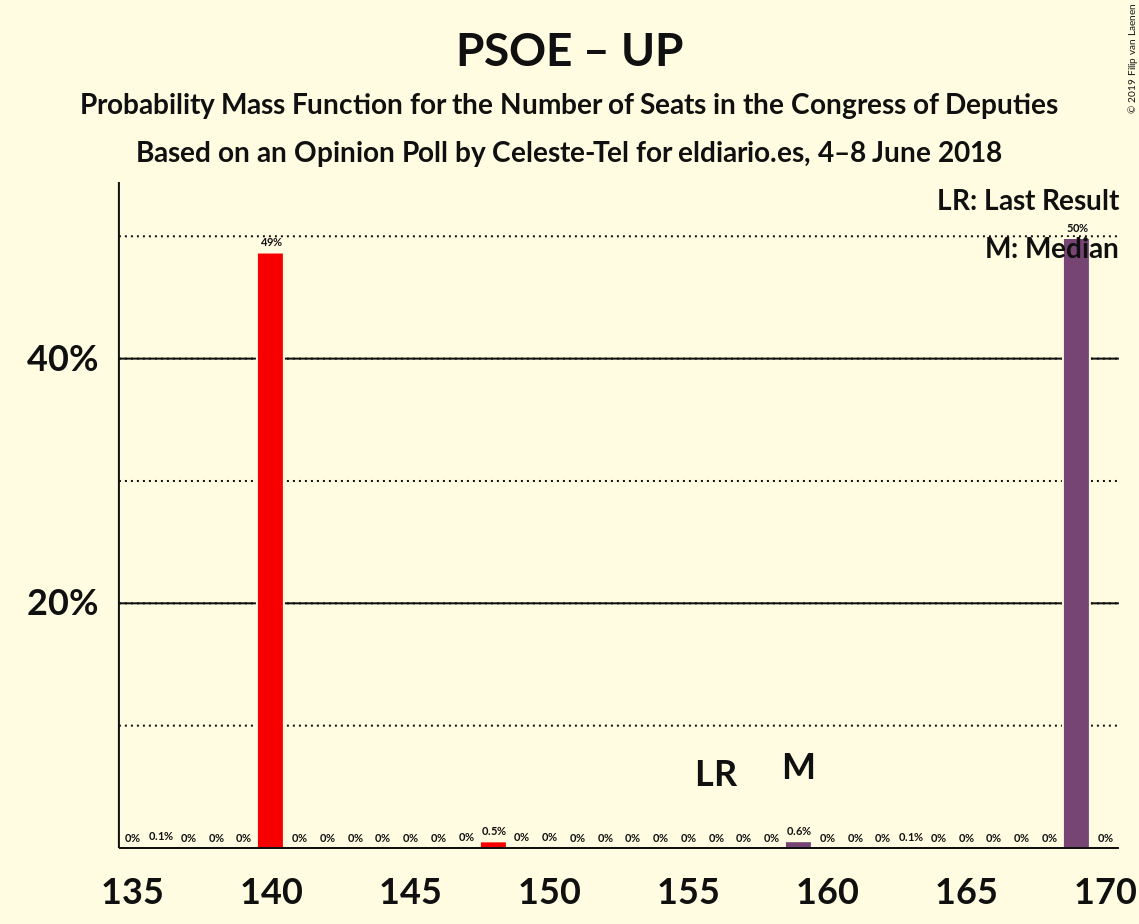 PSOE – UP
Probability Mass Function for the Number of Seats in the Congress of Deputies
Based on an Opinion Poll by Celeste-Tel for eldiario.es, 4–8 June 2018
© 2019 Filip van Laenen
LR: Last Result
M: Median
49%
50%
40%
20%
LR
M
0% 0.1% 0% 0% 0% 0% 0% 0% 0% 0% 0% 0% 0.5% 0% 0% 0% 0% 0% 0% 0% 0% 0% 0% 0.6% 0% 0% 0% 0.1% 0% 0% 0% 0% 0% 0%
135 140 145 150 155 160 165 170